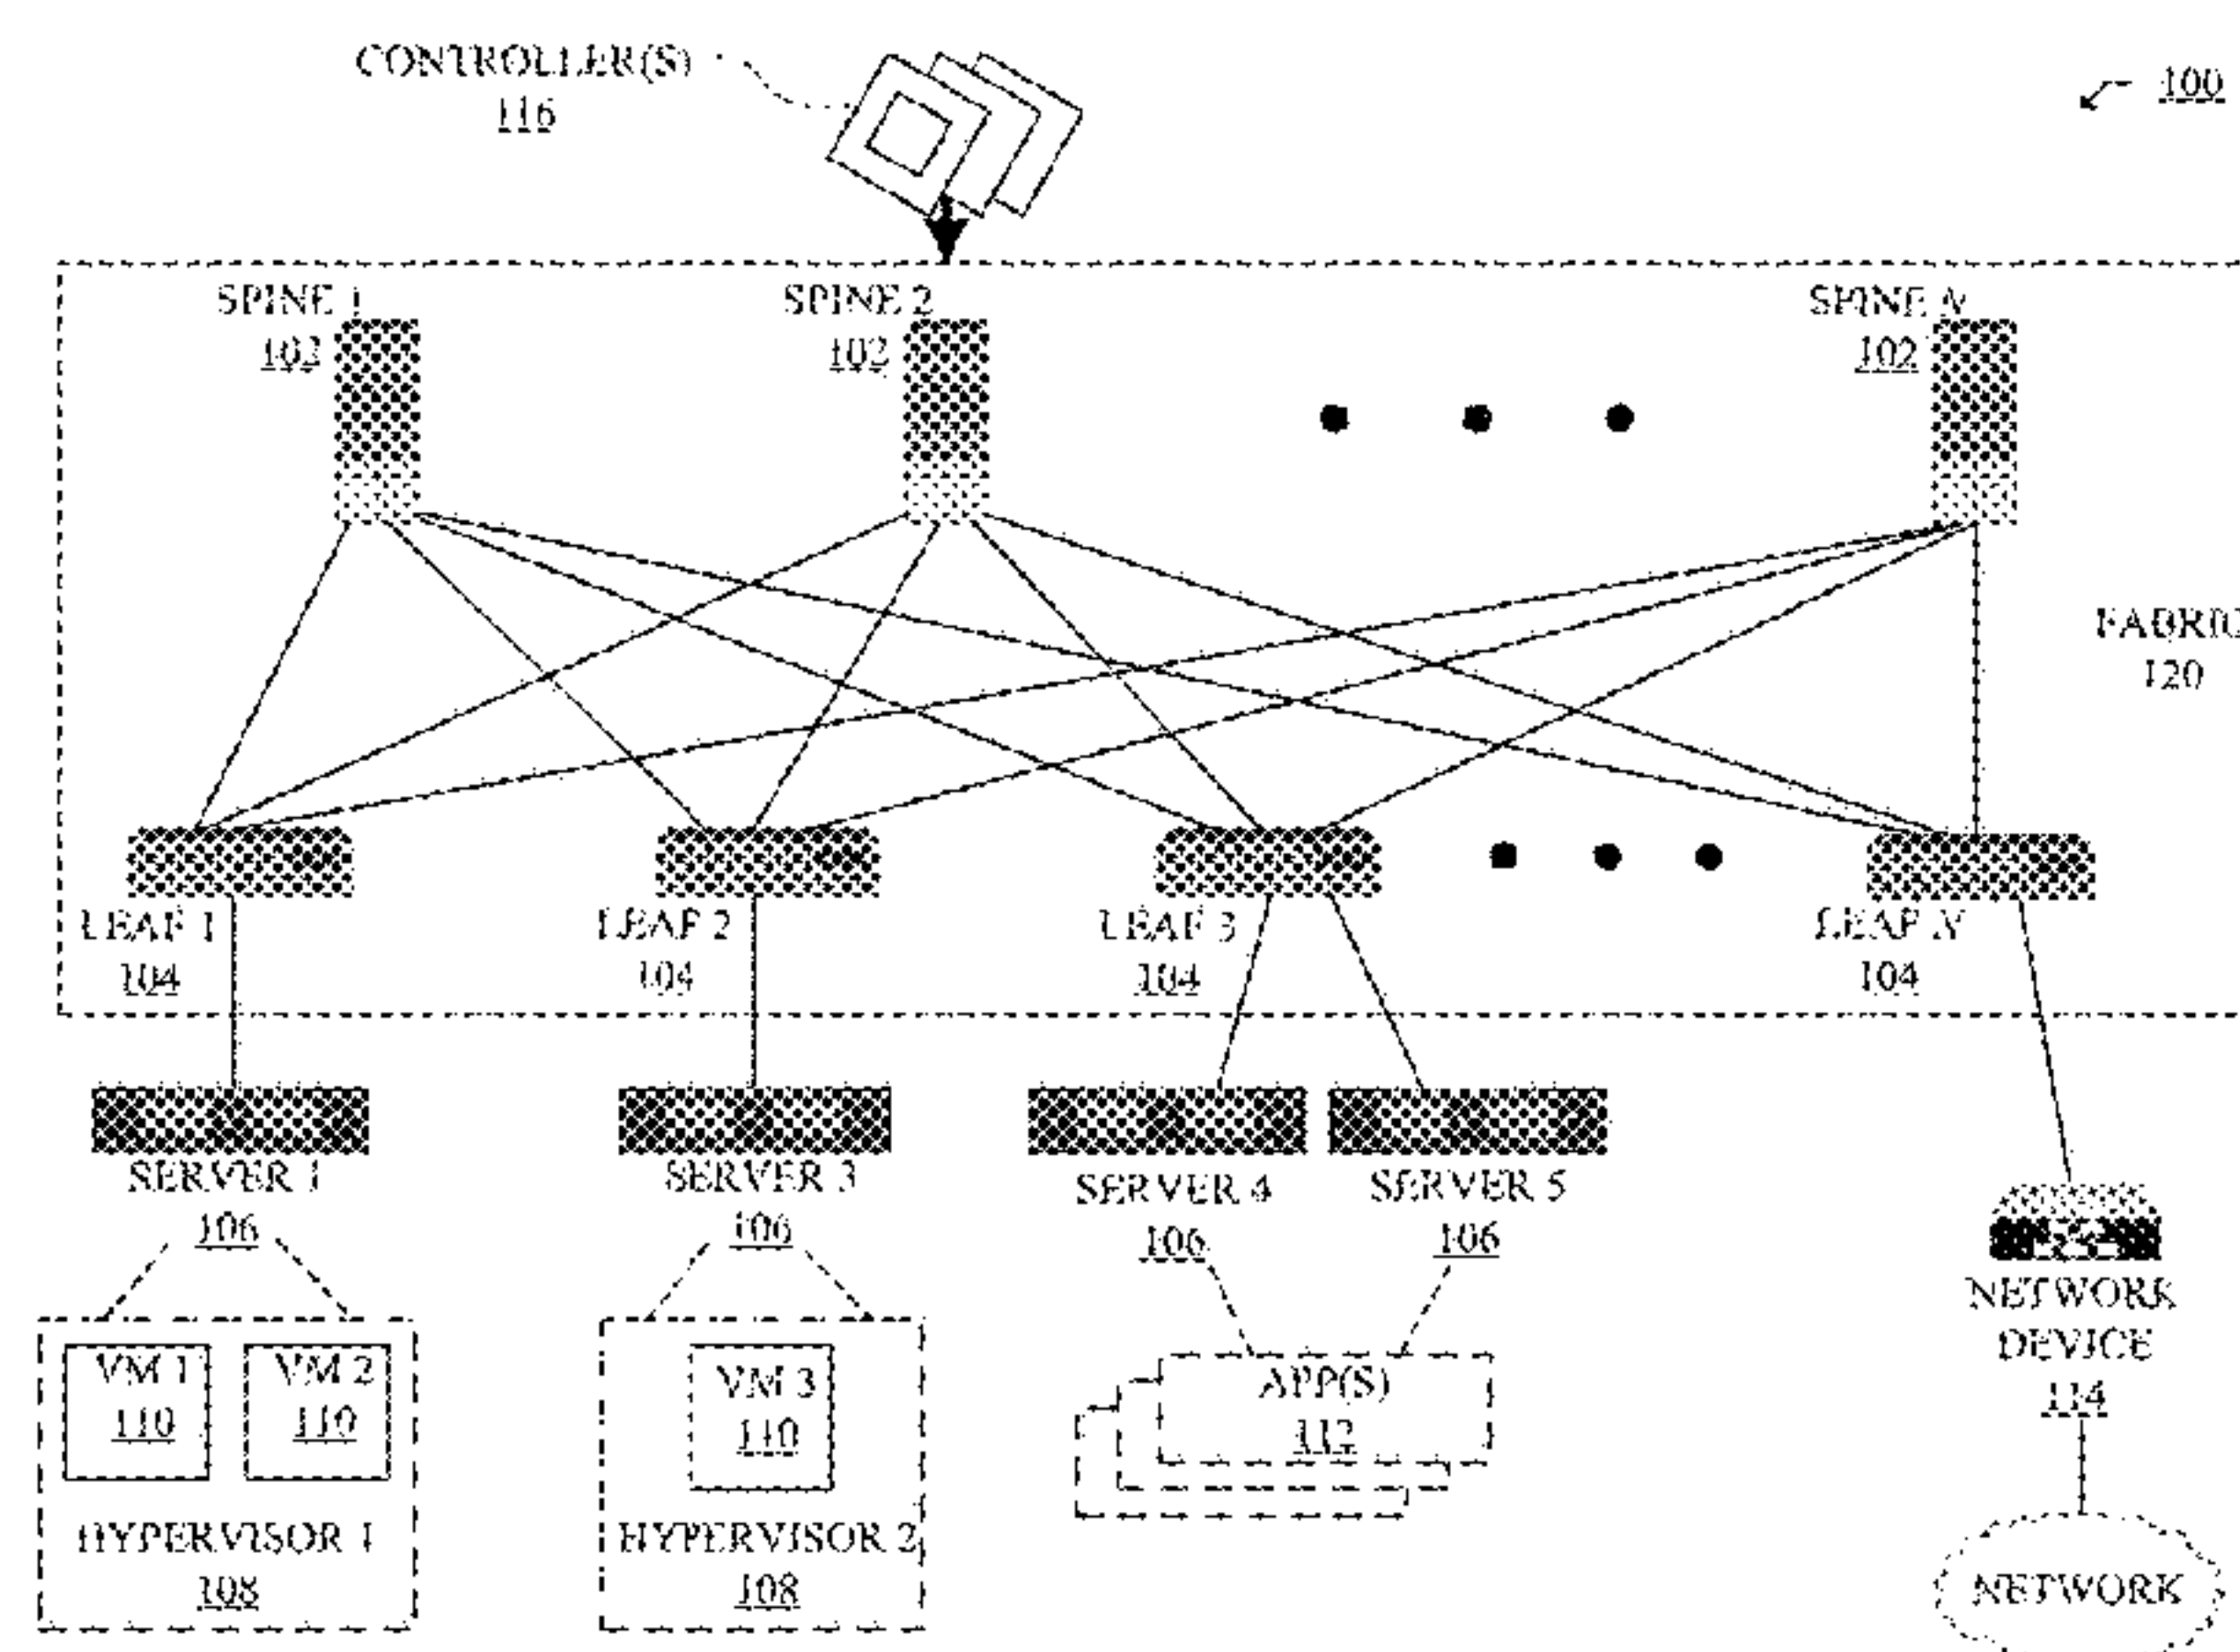 CONTROLLER(S)
116
100
SPINE 1
102
SPINE 2
102
SPINE N
102
FABRIC
120
LEAF 1
104
LEAF 2
104
LEAF 3
104
LEAF N
104
SERVER 1
106
SERVER 3
106
SERVER 4
106
SERVER 5
106
VM 1
110
VM 2
110
HYPERVISOR 1
108
VM 3
110
HYPERVISOR 2
108
APP(S)
112
NETWORK
DEVICE
114
NETWORK